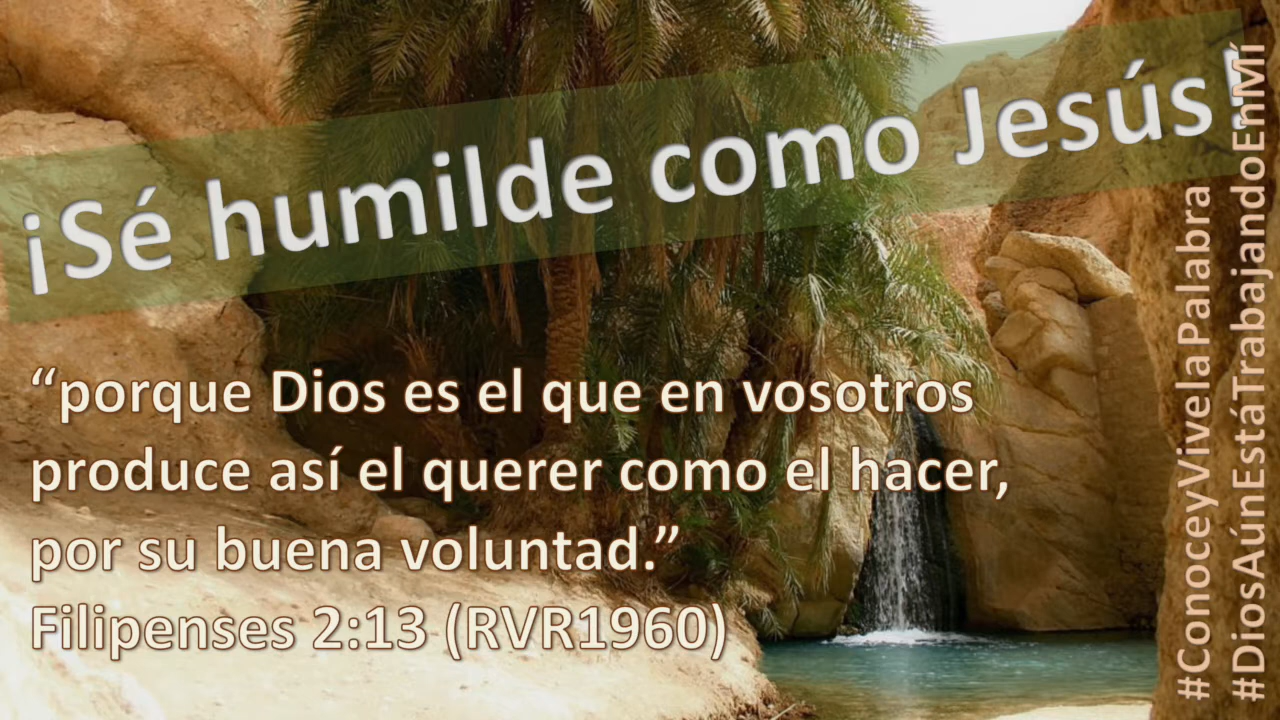 ¡Sé humilde como Jesús!
“porque Dios es el que en vosotros
produce así el querer como el hacer,
por su buena voluntad.”
Filipenses 2:13 (RVR1960)
#ConoceyVivelaPalabra
#DiosAúnEstáTrabajandoEnMí